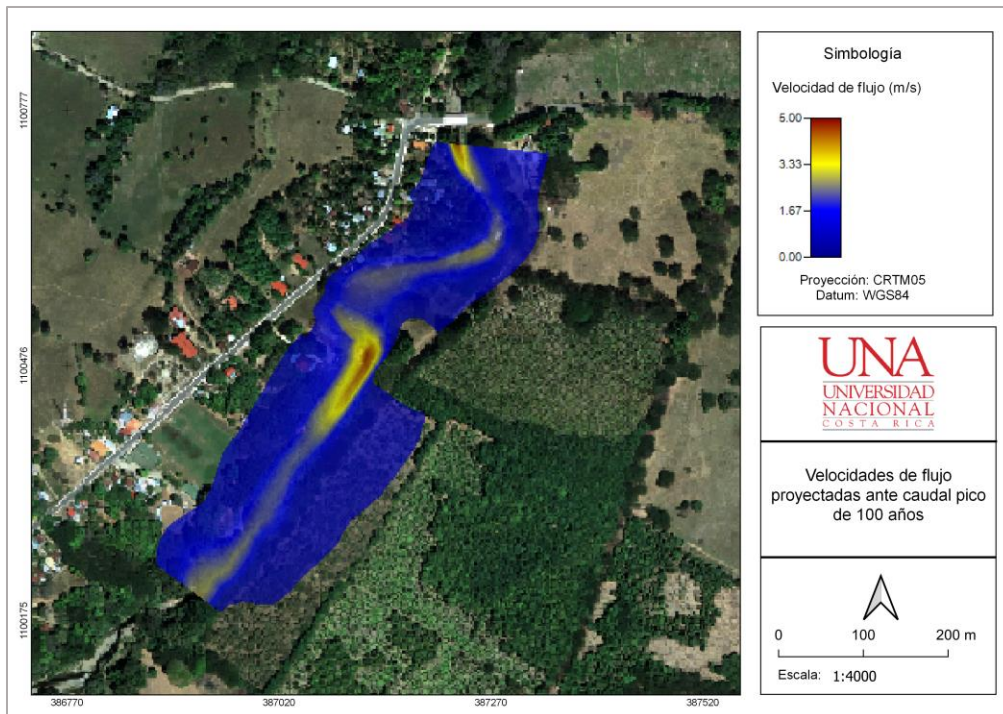 1100777
1100476
1100175
386770
387020
387270
387520
Simbología
Velocidad de flujo (m/s)
5.00
3.33
1.67
0.00
Proyección: CRTM05
Datum: WGS84
UNA
UNIVERSIDAD
NACIONAL
COSTA RICA
Velocidades de flujo
proyectadas ante caudal pico
de 100 años
0 100 200 m
Escala: 1:4000